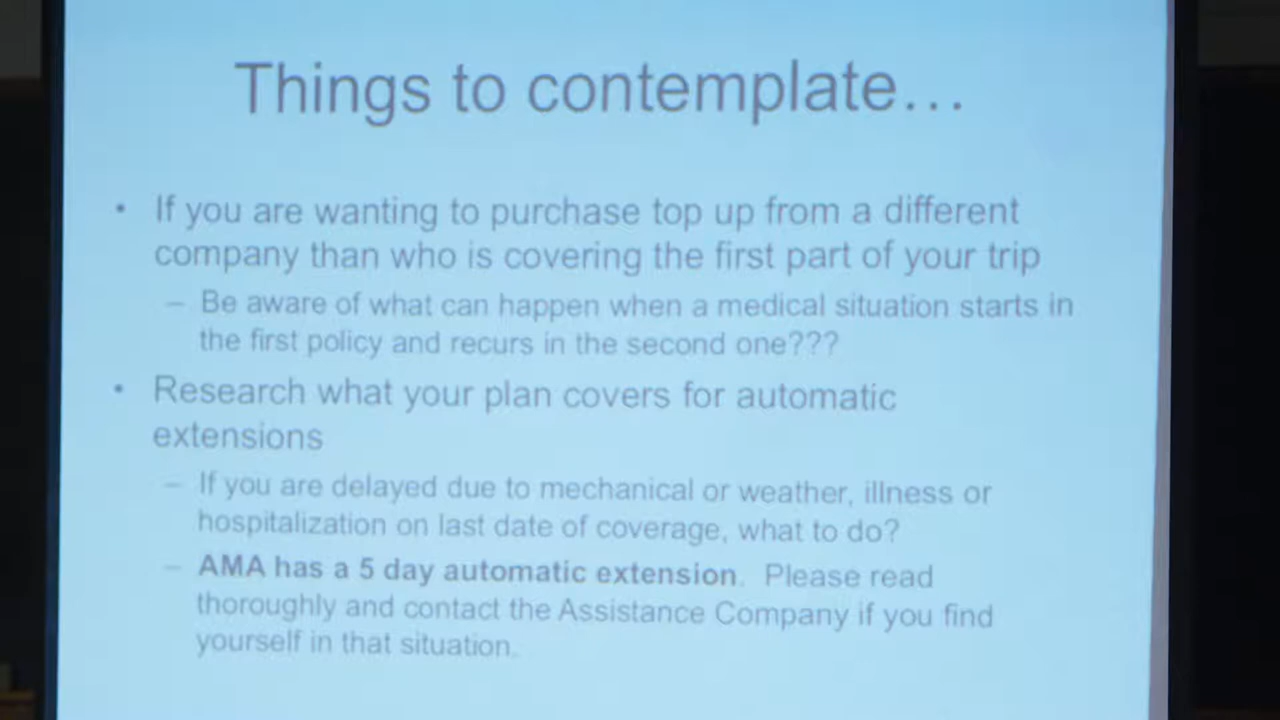 Things to contemplate...
• If you are wanting to purchase top up from a different
company than who is covering the first part of your trip
– Be aware of what can happen when a medical situation starts in
the first policy and recurs in the second one???
• Research what your plan covers for automatic
extensions
– If you are delayed due to mechanical or weather, illness or
hospitalization on last date of coverage, what to do?
– AMA has a 5 day automatic extension. Please read
thoroughly and contact the Assistance Company if you find
yourself in that situation.